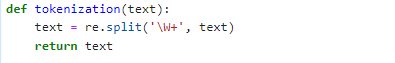 def tokenization(text):
    text = re.split('\W+', text)
    return text